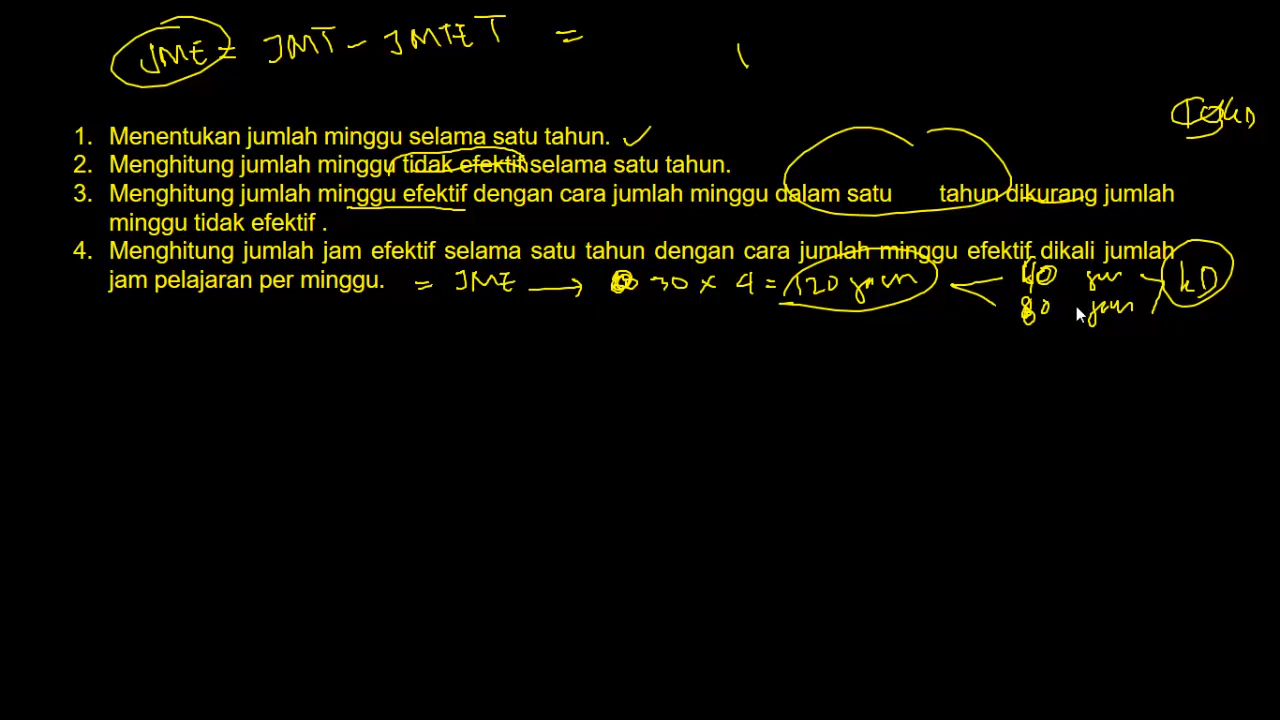 JME = JMT - JMTET =
1. Menentukan jumlah minggu selama satu tahun. ✓
2. Menghitung jumlah minggu tidak efektif selama satu tahun.
3. Menghitung jumlah minggu efektif dengan cara jumlah minggu dalam satu tahun dikurang jumlah
minggu tidak efektif .
4. Menghitung jumlah jam efektif selama satu tahun dengan cara jumlah minggu efektif dikali jumlah
jam pelajaran per minggu. = JME → 30 x 4 = 120 jam 40 jam KD
80 jam